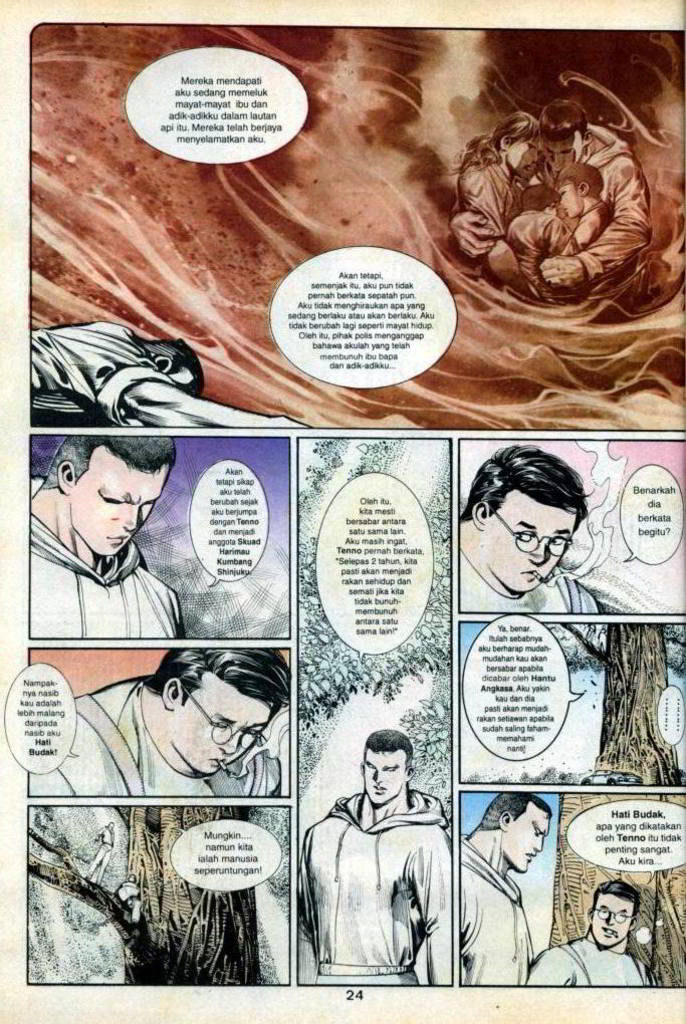 Mereka mendapati
aku sedang memeluk
mayat-mayat ibu dan
adik-adikku dalam lautan
api itu. Mereka telah berjaya
menyelamatkan aku.
Akan tetapi,
semenjak itu, aku pun tidak
pernah berkata sepatah pun.
Aku tidak menghiraukan apa yang
sedang berlaku atau akan berlaku. Aku
tidak berubah lagi seperti mayat hidup.
Oleh itu, pihak polis menganggap
bahawa akulah yang telah
membunuh ibu bapa
dan adik-adikku...
Akan
tetapi sikap
aku telah
berubah sejak
aku berjumpa
dengan Tenno
dan menjadi
anggota Skuad
Harimau
Kumbang
Shinjuku.
Nampak-
nya nasib
kau adalah
lebih malang
daripada
nasib aku
Hati
Budak!
Mungkin....
namun kita
ialah manusia
seperuntungan!
Oleh itu,
kita mesti
bersabar antara
satu sama lain.
Aku masih ingat,
Tenno pernah berkata,
"Selepas 2 tahun, kita
pasti akan menjadi
rakan sehidup dan
semati jika kita
tidak bunuh-
membunuh
antara satu
sama lain!"
Benarkah
dia
berkata
begitu?
Ya, benar.
Itulah sebabnya
aku berharap mudah-
mudahan kau akan
bersabar apabila
dicabar oleh Hantu
Angkasa. Aku yakin
kau dan dia
pasti akan menjadi
rakan setiawan apabila
sudah saling faham-
memahami
nanti!
Hati Budak,
apa yang dikatakan
oleh Tenno itu tidak
penting sangat.
Aku kira...
24